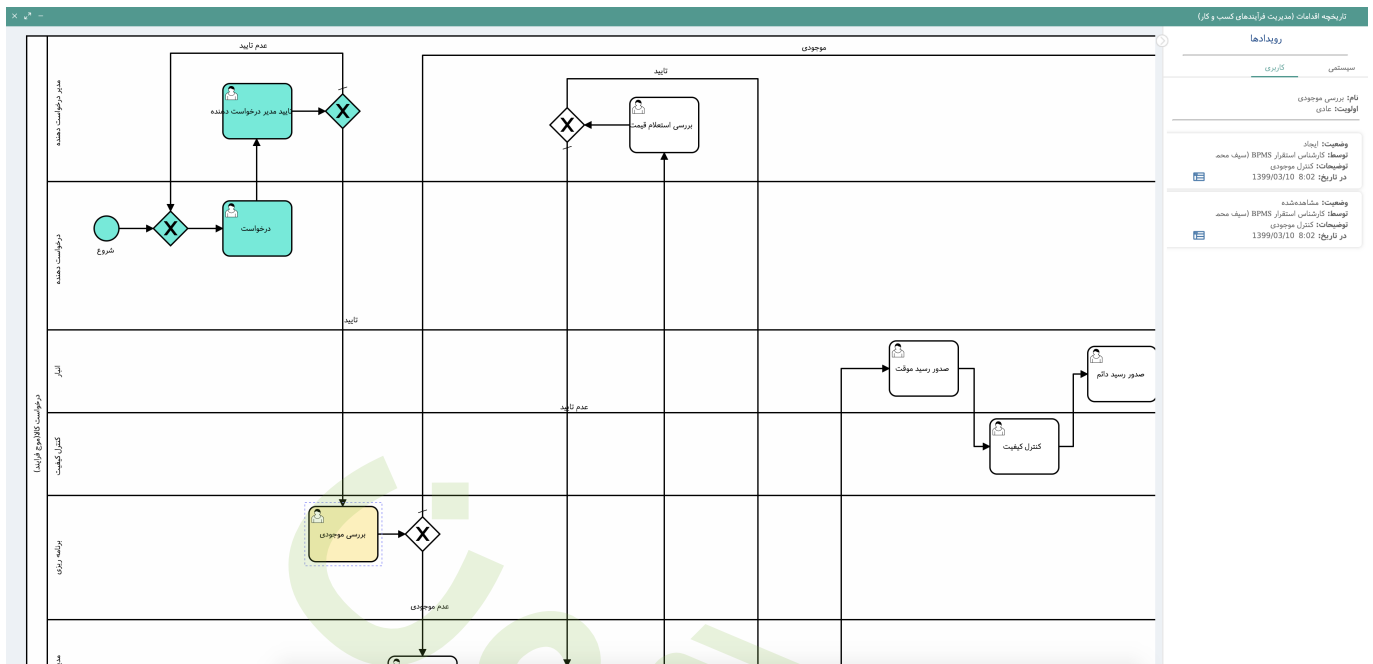 تاریخچه اقدامات (مدیریت فرآیندهای کسب و کار)
رویدادها
سیستمی
کاربری
نام: بررسی موجودی
اولویت: عادی
وضعیت: ایجاد
توسط: کارشناس استقرار BPMS (سیف محم
توضیحات: کنترل موجودی
در تاریخ: 8:02 1399/03/10
وضعیت: مشاهده‌شده
توسط: کارشناس استقرار BPMS (سیف محم
توضیحات: کنترل موجودی
در تاریخ: 8:02 1399/03/10
درخواست کالا(موج فرایند)
مدیر درخواست دهنده
عدم تایید
تایید مدیر درخواست دهنده
X
موجودی
تایید
X
بررسی استعلام قیمت
درخواست دهنده
شروع
X
درخواست
تایید
انبار
صدور رسید موقت
صدور رسید دائم
عدم تایید
کنترل کیفیت
کنترل کیفیت
برنامه ریزی
بررسی موجودی
X
عدم موجودی